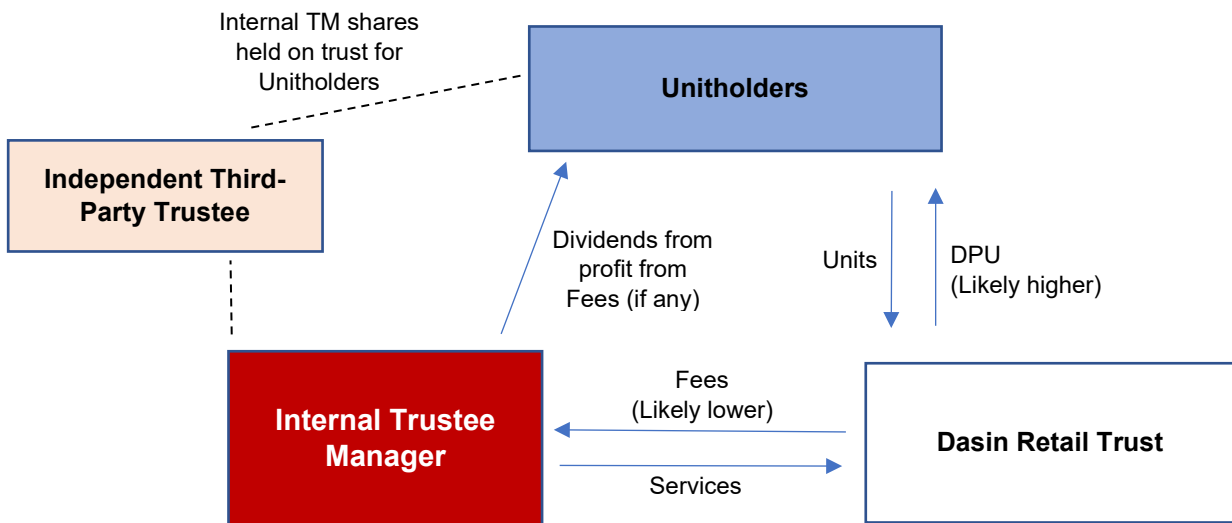 Internal TM shares
held on trust for
Unitholders
Unitholders
Independent Third-
Party Trustee
Dividends from
profit from
Fees (if any)
Units
DPU
(Likely higher)
Internal Trustee
Manager
Fees
(Likely lower)
Services
Dasin Retail Trust